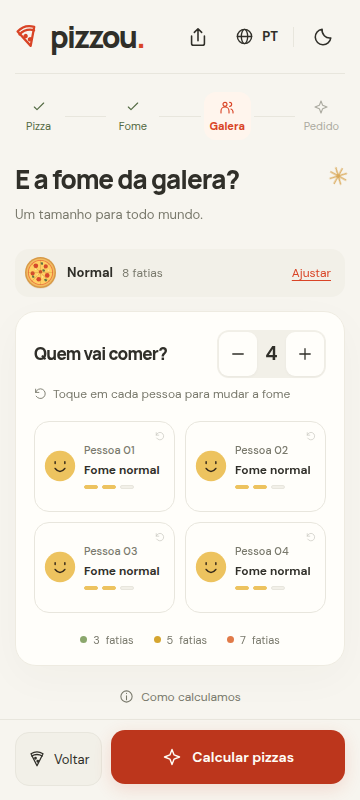 pizzou.
PT
Pizza
Fome
Galera
Pedido
E a fome da galera?
Um tamanho para todo mundo.
Normal 8 fatias
Ajustar
Quem vai comer?
4
Toque em cada pessoa para mudar a fome
Pessoa 01
Fome normal
Pessoa 02
Fome normal
Pessoa 03
Fome normal
Pessoa 04
Fome normal
3 fatias
5 fatias
7 fatias
Como calculamos
Voltar
Calcular pizzas